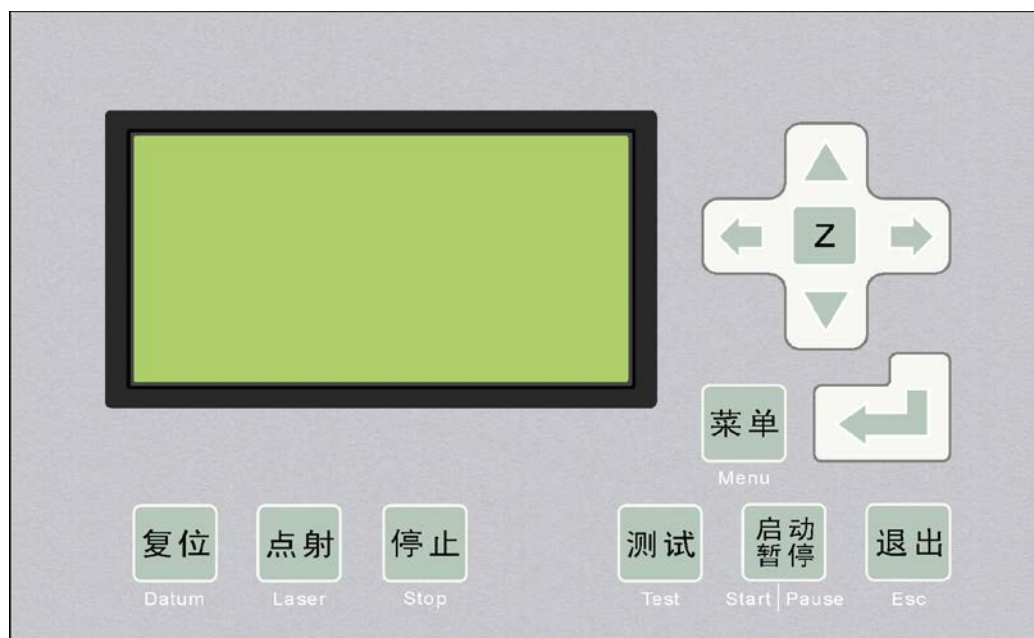 Z
菜单
Menu
复位
点射
停止
测试
启动
暂停
退出
Datum
Laser
Stop
Test
Start|Pause
Esc